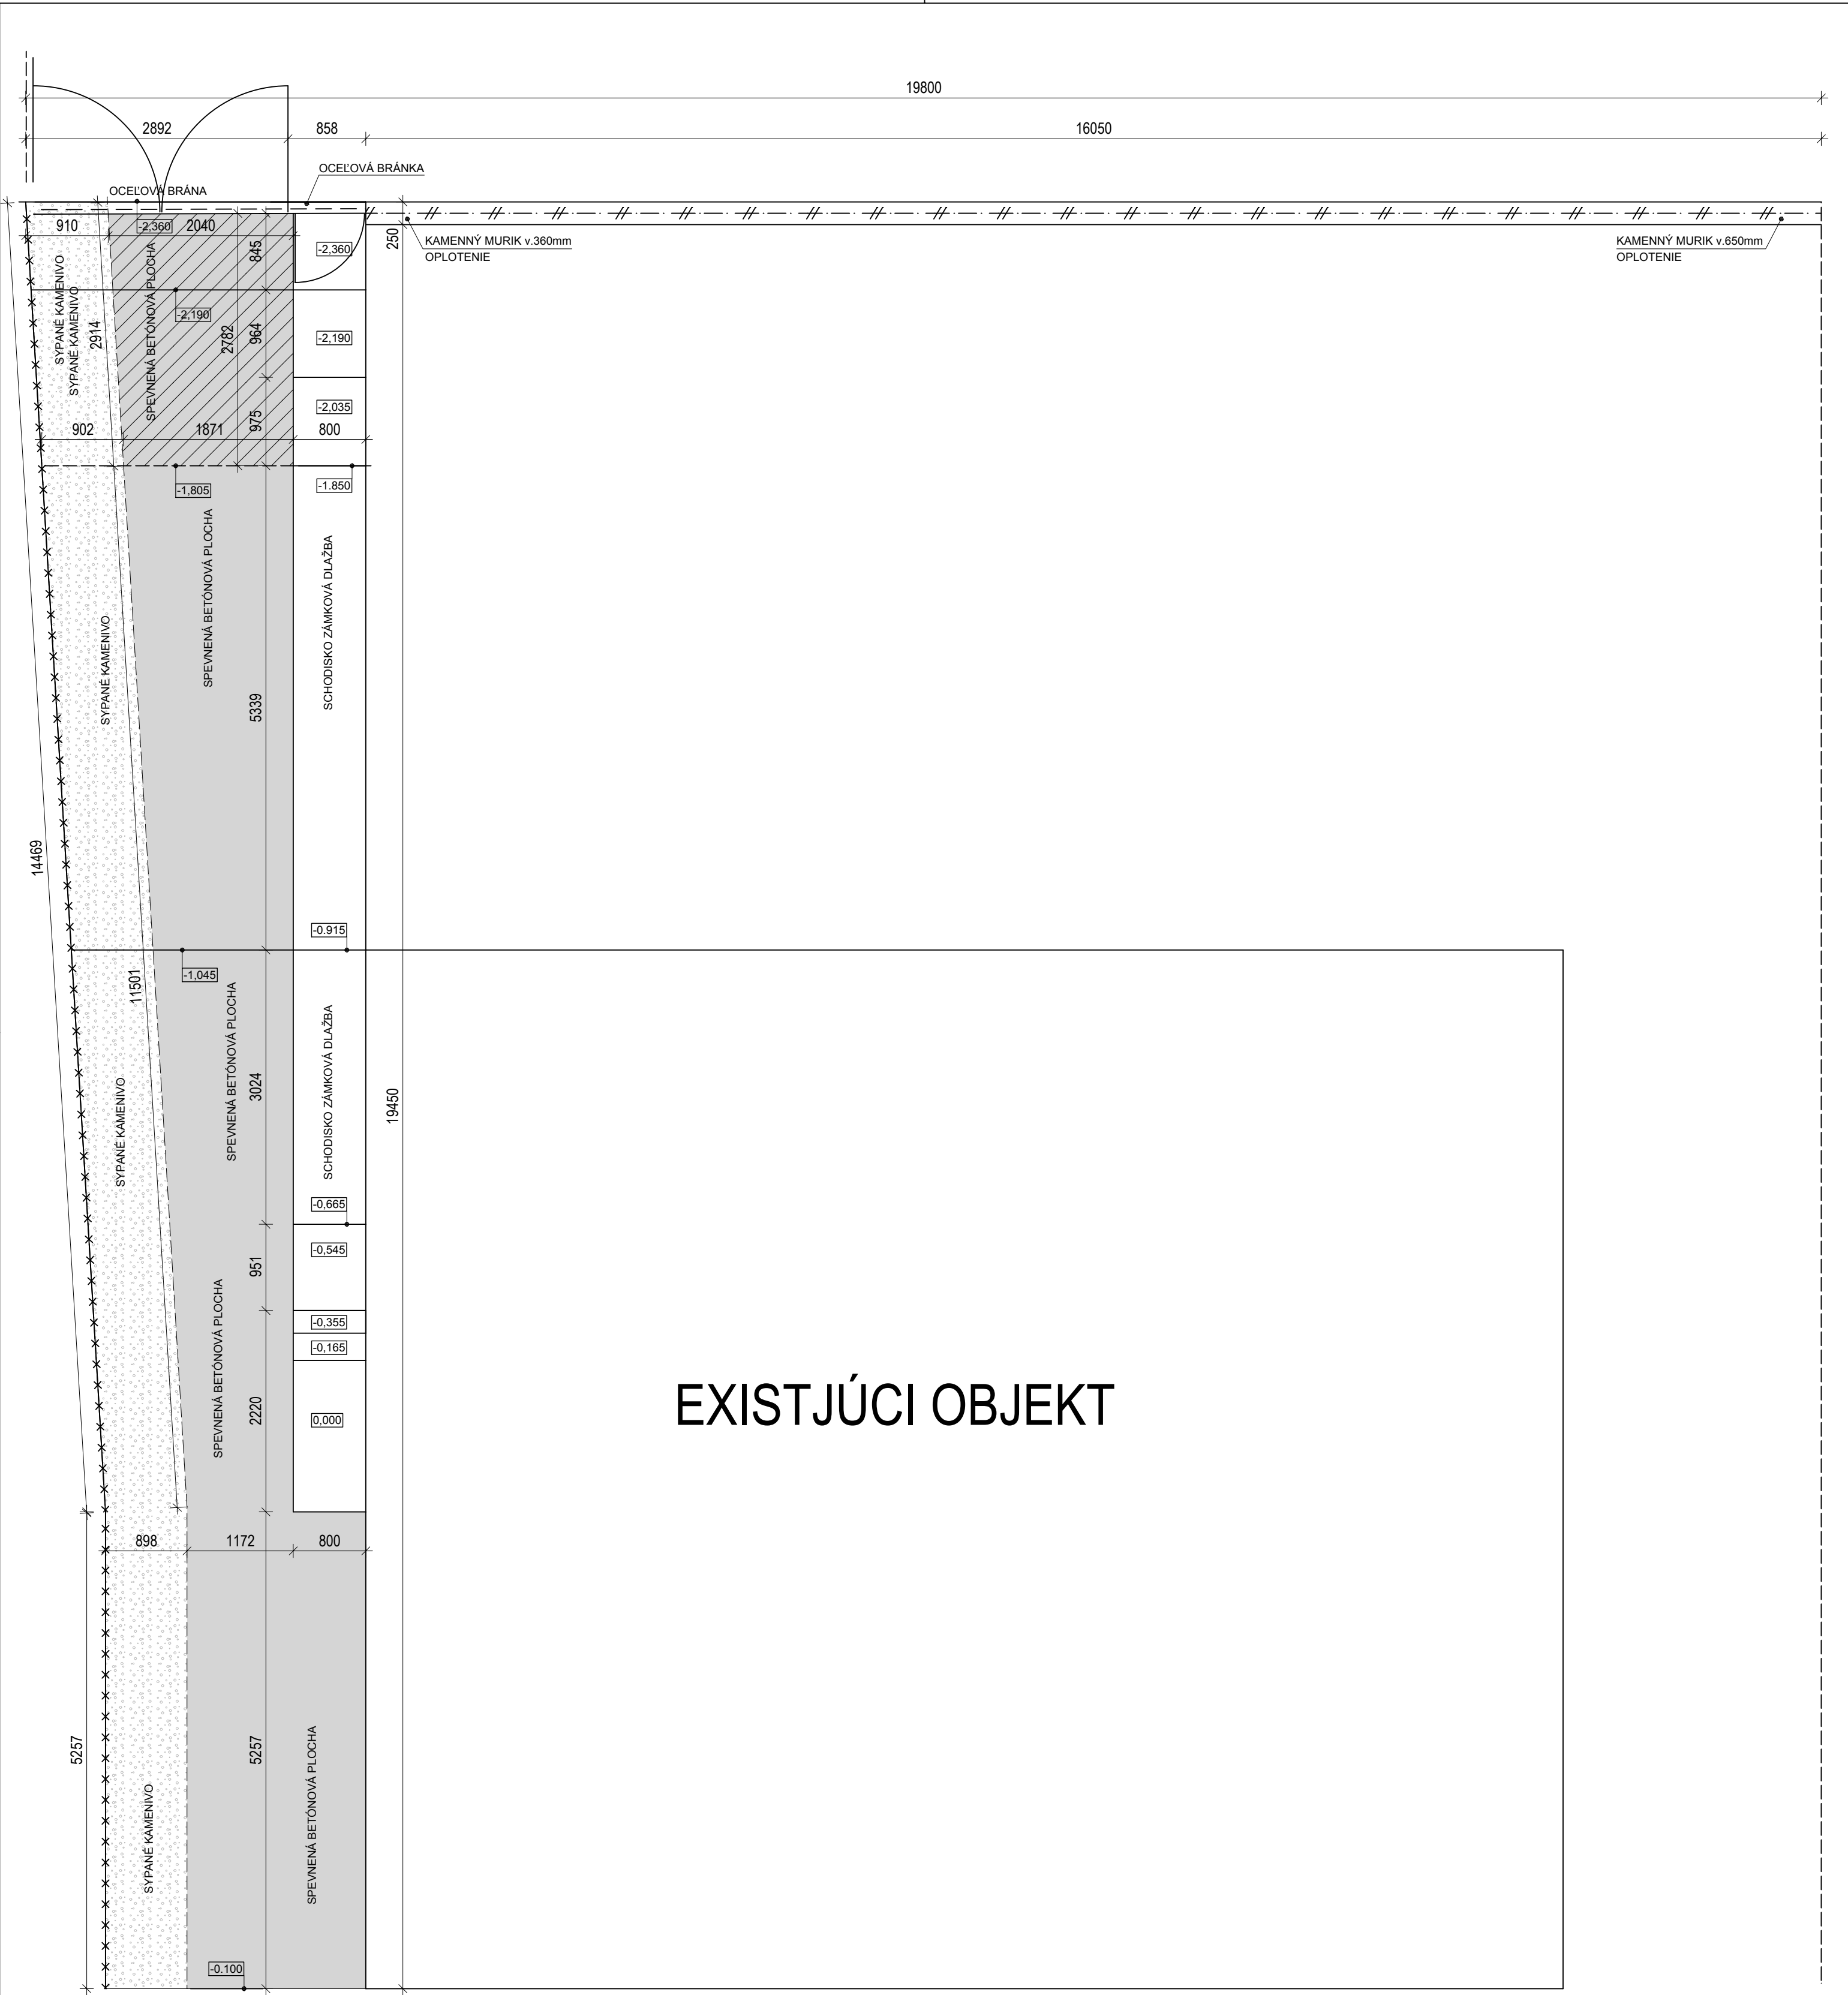 19800
2892
858
16050
OCEĽOVÁ BRÁNKA
OCEĽOVÁ BRÁNA
910
-2,360
2040
845
-2,360
250
KAMENNÝ MURIK v.360mm
OPLOTENIE
KAMENNÝ MURIK v.650mm
OPLOTENIE
SYPANÉ KAMENIVO
SYPANÉ KAMENIVO
2914
SPEVNENÁ BETÓNOVÁ PLOCHA
-2,190
2782
964
-2,190
-2,035
975
902
1871
800
-1,805
-1.850
SPEVNENÁ BETÓNOVÁ PLOCHA
SCHODISKO ZÁMKOVÁ DLAŽBA
SYPANÉ KAMENIVO
5339
14469
-0.915
-1,045
11501
SPEVNENÁ BETÓNOVÁ PLOCHA
SCHODISKO ZÁMKOVÁ DLAŽBA
3024
SYPANÉ KAMENIVO
19450
-0,665
-0,545
951
SPEVNENÁ BETÓNOVÁ PLOCHA
-0,355
-0,165
2220
0,000
EXISTJÚCI OBJEKT
898
1172
800
5257
5257
SPEVNENÁ BETÓNOVÁ PLOCHA
SYPANÉ KAMENIVO
-0.100